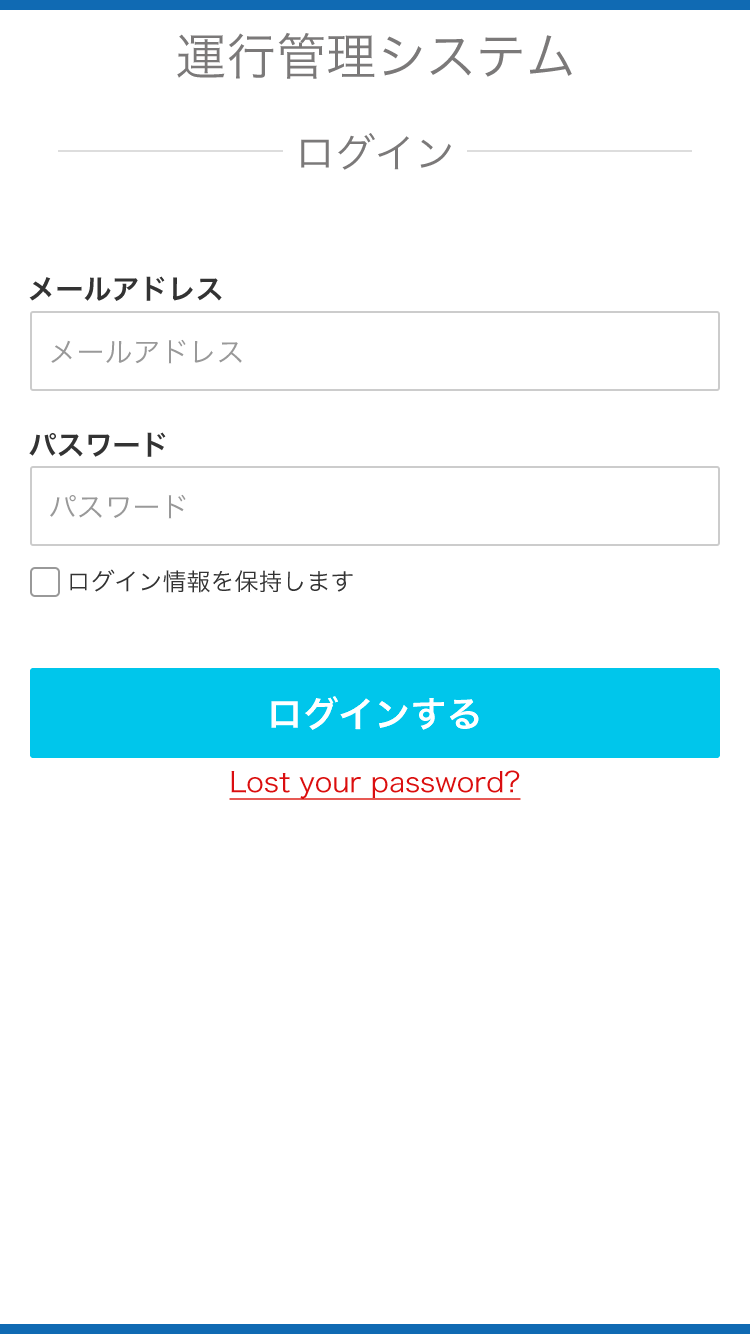 運行管理システム
ログイン
メールアドレス
メールアドレス
パスワード
パスワード
ログイン情報を保持します
ログインする
Lost your password?